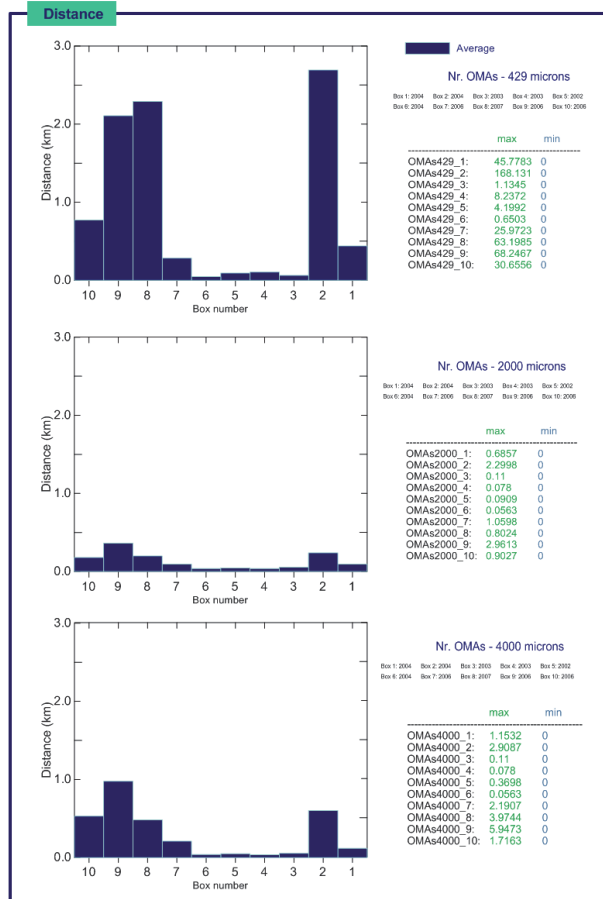 Distance
3.0
2.0
1.0
0.0
Distance (km)
10 9 8 7 6 5 4 3 2 1
Box number
Average
Nr. OMAs - 429 microns
Box 1: 2004 Box 2: 2004 Box 3: 2003 Box 4: 2003 Box 5: 2002
Box 6: 2004 Box 7: 2006 Box 8: 2007 Box 9: 2006 Box 10: 2006
max min
OMAs429_1: 45.7783 0
OMAs429_2: 168.131 0
OMAs429_3: 1.1345 0
OMAs429_4: 8.2372 0
OMAs429_5: 4.1992 0
OMAs429_6: 0.6503 0
OMAs429_7: 25.9723 0
OMAs429_8: 63.1985 0
OMAs429_9: 68.2467 0
OMAs429_10: 30.6556 0
3.0
2.0
1.0
0.0
Distance (km)
10 9 8 7 6 5 4 3 2 1
Box number
Nr. OMAs - 2000 microns
Box 1: 2004 Box 2: 2004 Box 3: 2003 Box 4: 2003 Box 5: 2002
Box 6: 2004 Box 7: 2006 Box 8: 2007 Box 9: 2006 Box 10: 2006
max min
OMAs2000_1: 0.6857 0
OMAs2000_2: 2.2998 0
OMAs2000_3: 0.11 0
OMAs2000_4: 0.078 0
OMAs2000_5: 0.0909 0
OMAs2000_6: 0.0563 0
OMAs2000_7: 1.0598 0
OMAs2000_8: 0.8024 0
OMAs2000_9: 2.9613 0
OMAs2000_10: 0.9027 0
3.0
2.0
1.0
0.0
Distance (km)
10 9 8 7 6 5 4 3 2 1
Box number
Nr. OMAs - 4000 microns
Box 1: 2004 Box 2: 2004 Box 3: 2003 Box 4: 2003 Box 5: 2002
Box 6: 2004 Box 7: 2006 Box 8: 2007 Box 9: 2006 Box 10: 2006
max min
OMAs4000_1: 1.1532 0
OMAs4000_2: 2.9087 0
OMAs4000_3: 0.11 0
OMAs4000_4: 0.078 0
OMAs4000_5: 0.3698 0
OMAs4000_6: 0.0563 0
OMAs4000_7: 2.1907 0
OMAs4000_8: 3.9744 0
OMAs4000_9: 5.9473 0
OMAs4000_10: 1.7163 0